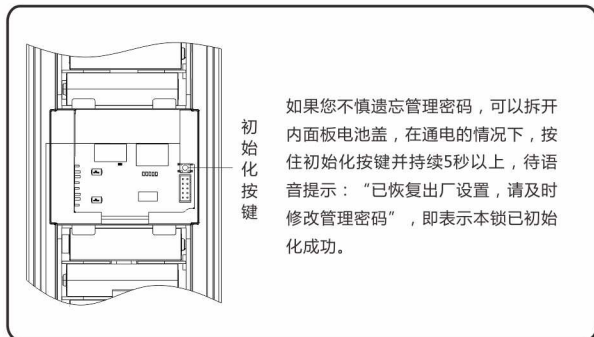 初始化按键
如果您不慎遗忘管理密码，可以拆开
内面板电池盖，在通电的情况下，按
住初始化按键并持续5秒以上，待语
音提示：“已恢复出厂设置，请及时
修改管理密码”，即表示本锁已初始
化成功。